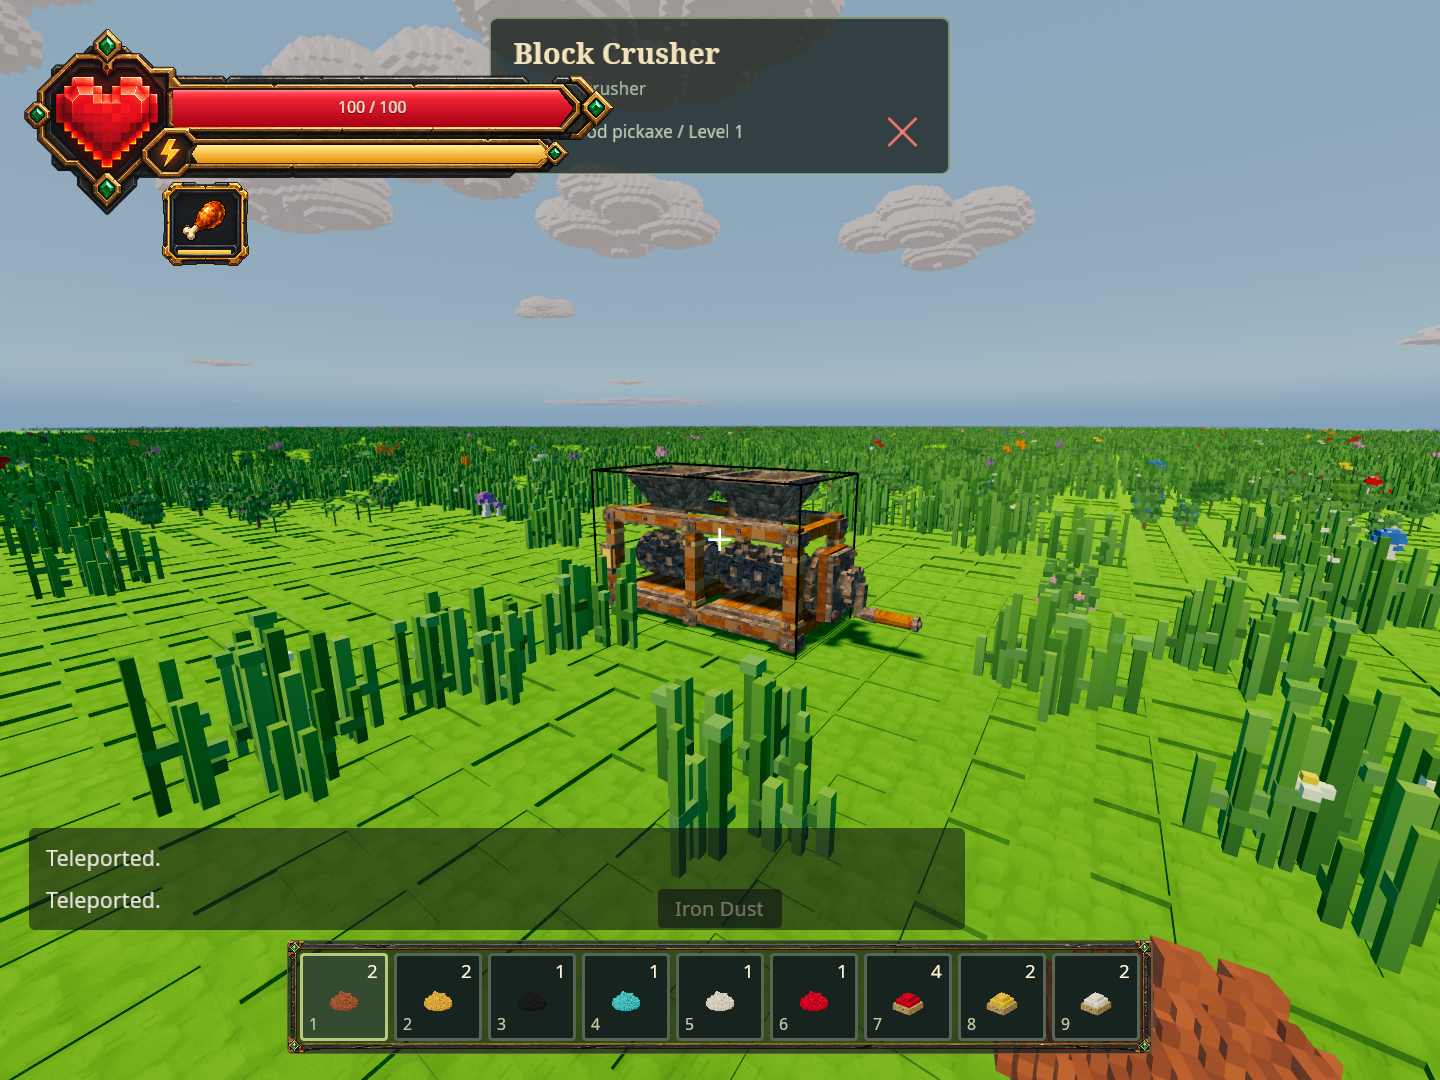 Block Crusher
rusher
100 / 100
od pickaxe / Level 1
Teleported.
Teleported.
Iron Dust
2 2 1 1 1 1 4 2 2
1 2 3 4 5 6 7 8 9